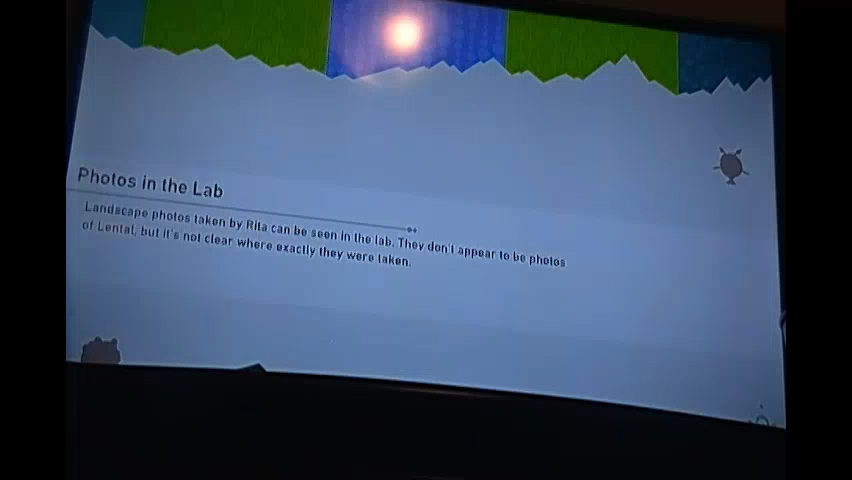 Photos in the Lab
Landscape photos taken by Rita can be seen in the lab. They don't appear to be photos
of Lental, but it's not clear where exactly they were taken.